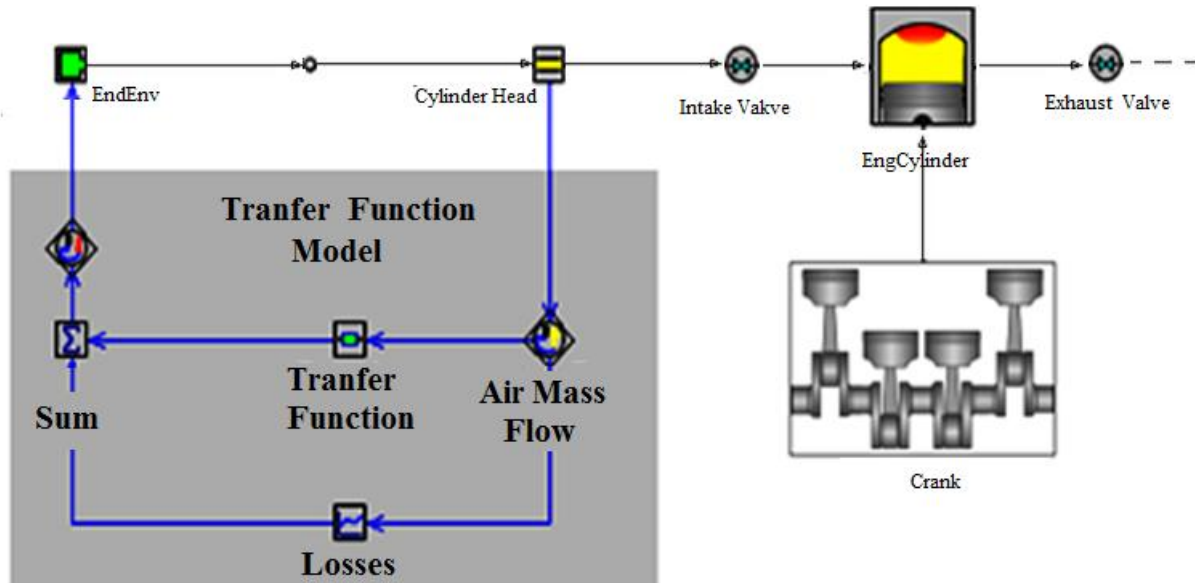 EndEnv
Cylinder Head
Intake Vakve
Exhaust Valve
EngCylinder
Tranfer Function
Model
Σ
Tranfer
Function
Air Mass
Flow
Sum
Crank
Losses